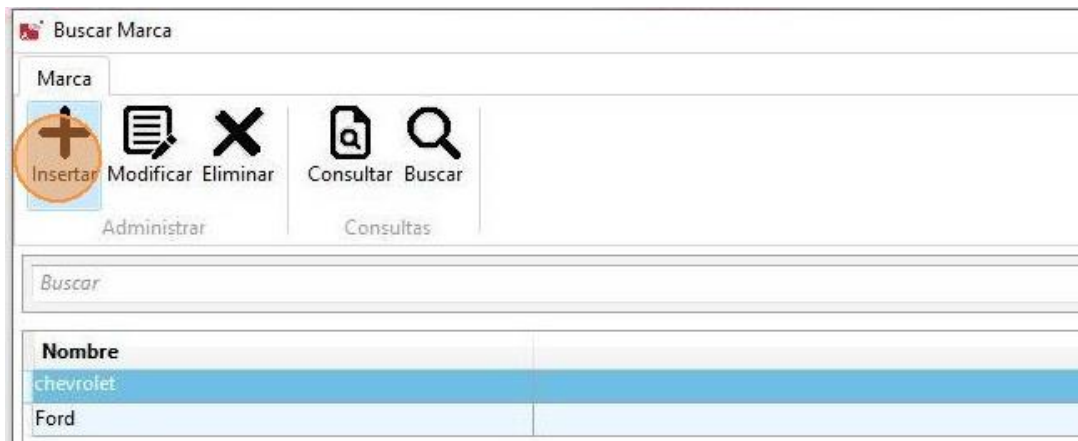 Buscar Marca
Marca
Insertar Modificar Eliminar Consultar Buscar
Administrar Consultas
Buscar
Nombre
chevrolet
Ford